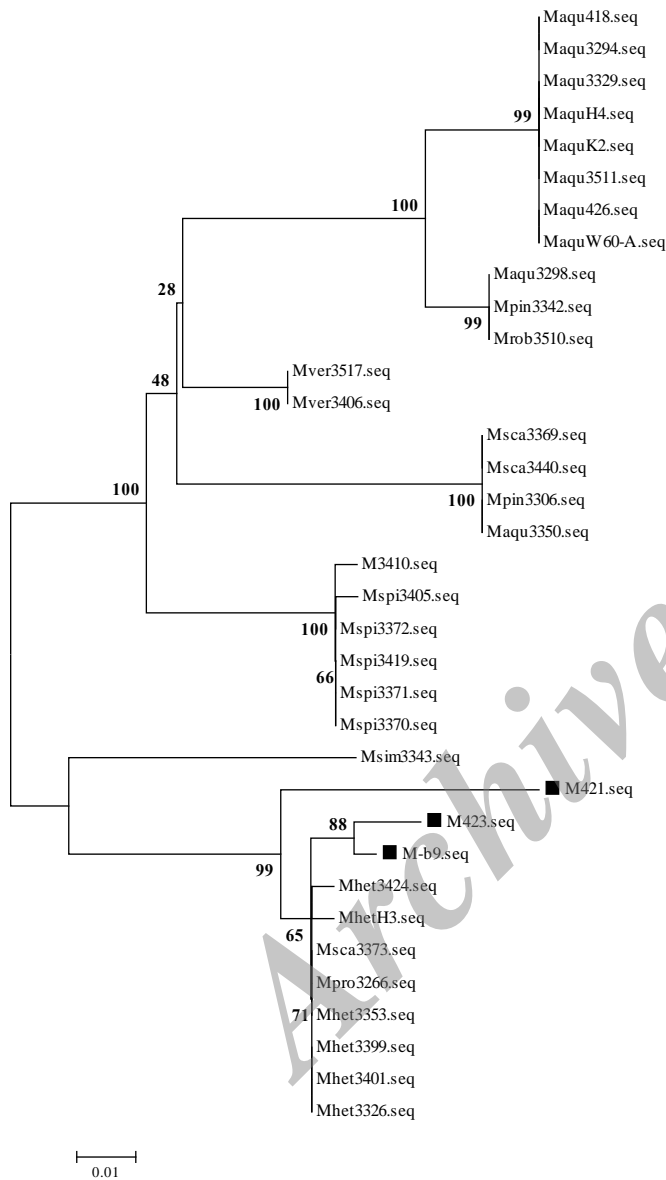 Maqu418.seq
Maqu3294.seq
Maqu3329.seq
MaquH4.seq
99
MaquK2.seq
Maqu3511.seq
Maqu426.seq
100
MaquW60-A.seq
Maqu3298.seq
28
Mpin3342.seq
99
Mrob3510.seq
Mver3517.seq
48
100
Mver3406.seq
Msca3369.seq
Msca3440.seq
100
100
Mpin3306.seq
Maqu3350.seq
M3410.seq
Mspi3405.seq
100
Mspi3372.seq
Mspi3419.seq
66
Mspi3371.seq
Mspi3370.seq
Msim3343.seq
M421.seq
88
M423.seq
M-b9.seq
99
Mhet3424.seq
MhetH3.seq
65
Msca3373.seq
Mpro3266.seq
71
Mhet3353.seq
Mhet3399.seq
Mhet3401.seq
Mhet3326.seq
0.01
Archive